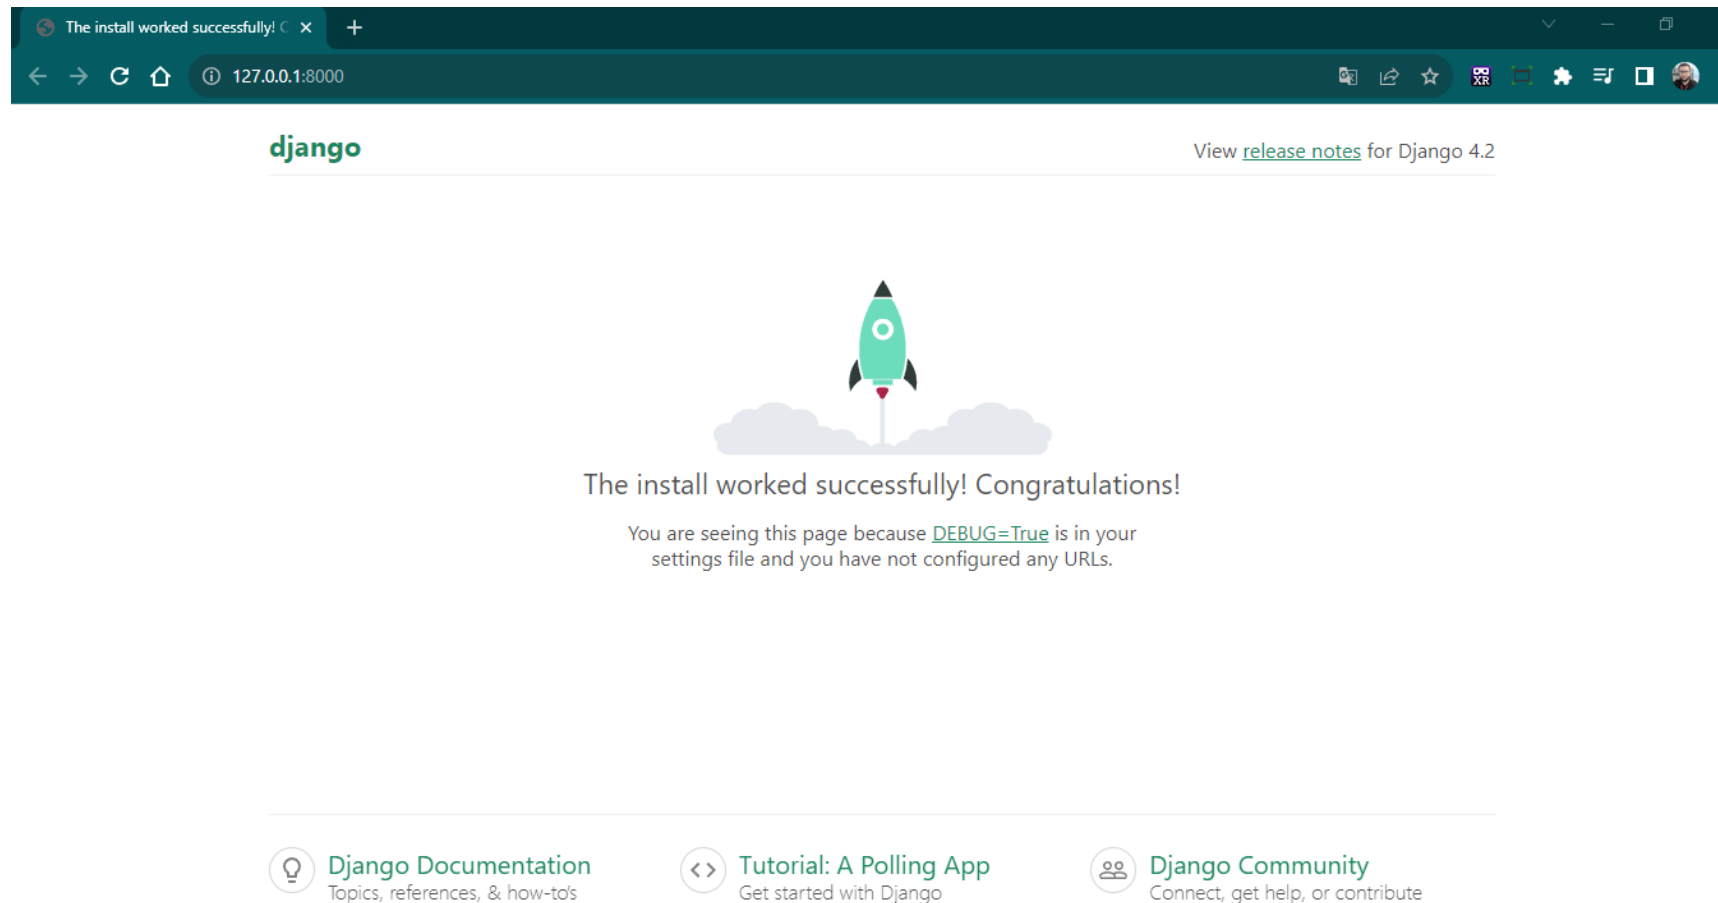 The install worked successfully! C
127.0.0.1:8000
XR
django
View release notes for Django 4.2
The install worked successfully! Congratulations!
You are seeing this page because DEBUG=True is in your
settings file and you have not configured any URLs.
Django Documentation
Topics, references, & how-to's
Tutorial: A Polling App
Get started with Django
Django Community
Connect, get help, or contribute